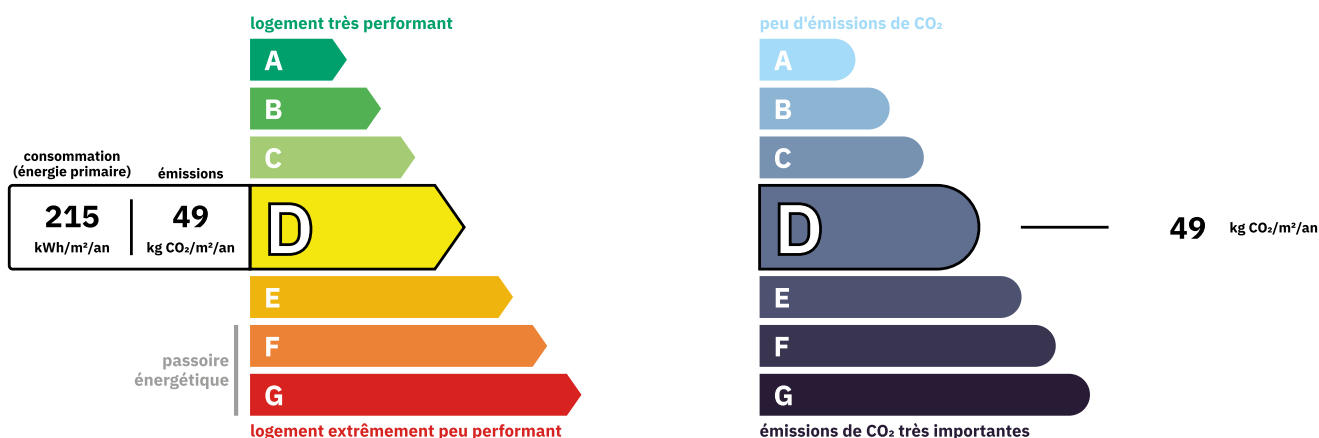 logement très performant
A
B
C
consommation
(énergie primaire)
émissions
215
kWh/m²/an
49
kg CO₂/m²/an
D
E
F
G
passoire
énergétique
logement extrêmement peu performant
peu d'émissions de CO₂
A
B
C
D
49
kg CO₂/m²/an
E
F
G
émissions de CO₂ très importantes